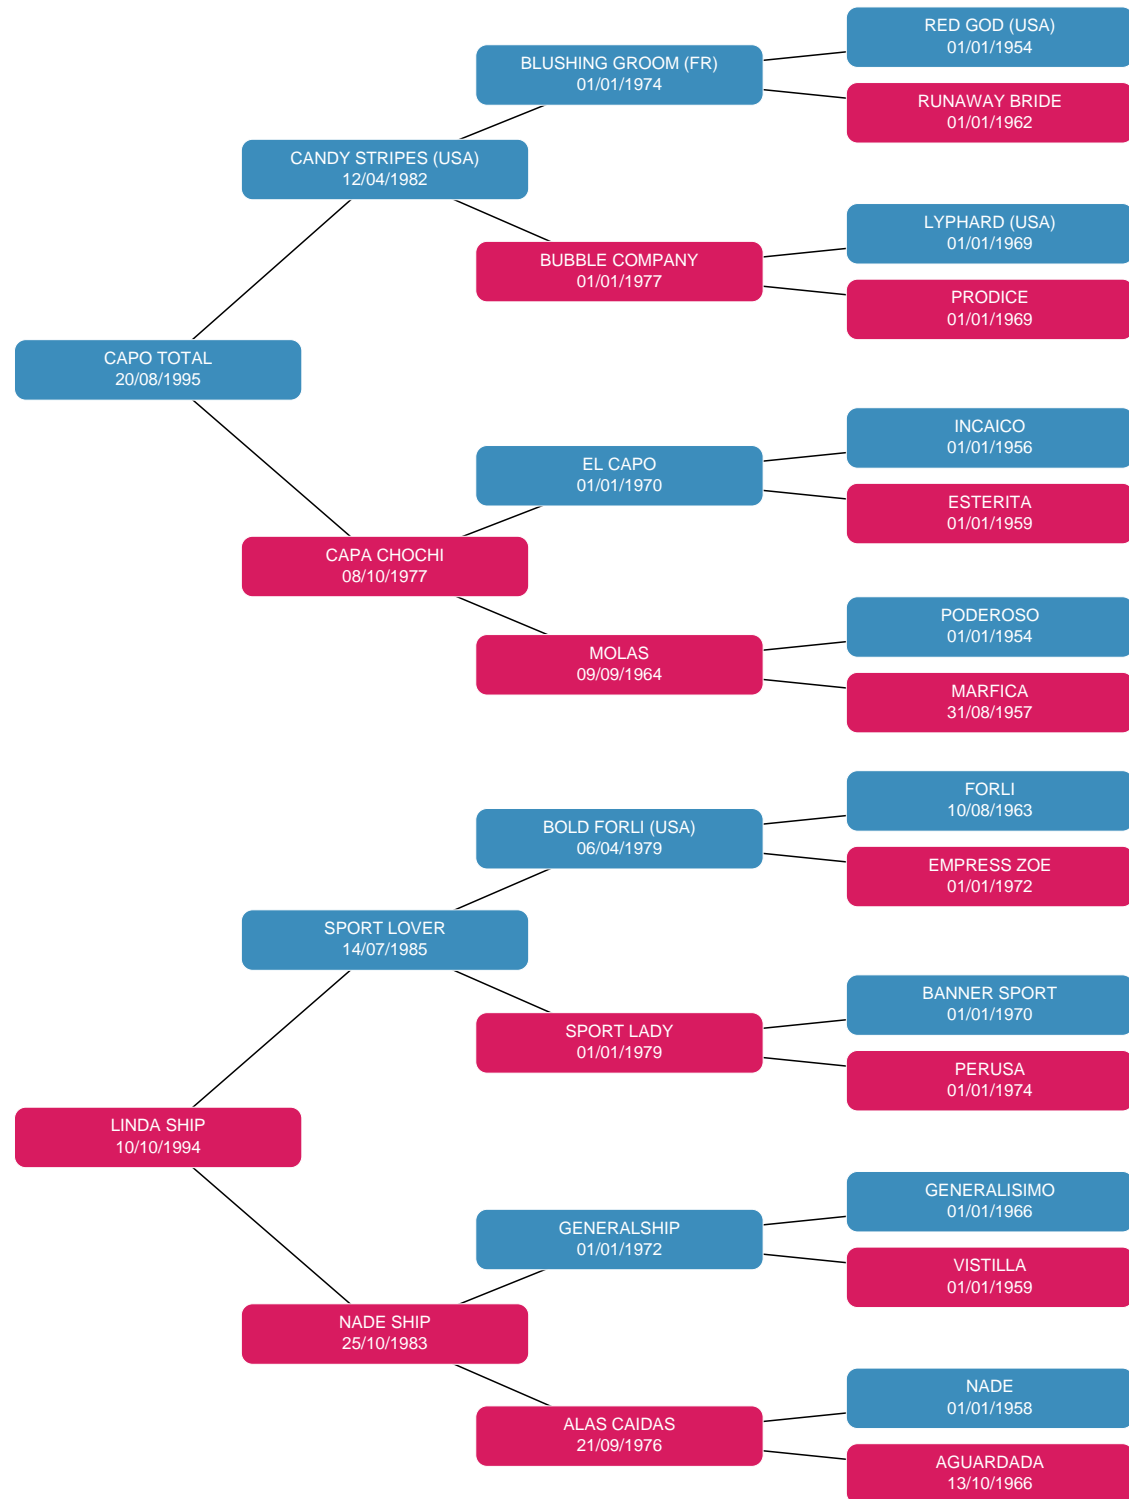 RED GOD (USA)
01/01/1954
BLUSHING GROOM (FR)
01/01/1974
RUNAWAY BRIDE
01/01/1962
CANDY STRIPES (USA)
12/04/1982
LYPHARD (USA)
01/01/1969
BUBBLE COMPANY
01/01/1977
PRODICE
01/01/1969
CAPO TOTAL
20/08/1995
INCAICO
01/01/1956
EL CAPO
01/01/1970
ESTERITA
01/01/1959
CAPA CHOCHI
08/10/1977
PODEROSO
01/01/1954
MOLAS
09/09/1964
MARFICA
31/08/1957
FORLI
10/08/1963
BOLD FORLI (USA)
06/04/1979
EMPRESS ZOE
01/01/1972
SPORT LOVER
14/07/1985
BANNER SPORT
01/01/1970
SPORT LADY
01/01/1979
PERUSA
01/01/1974
LINDA SHIP
10/10/1994
GENERALISIMO
01/01/1966
GENERALSHIP
01/01/1972
VISTILLA
01/01/1959
NADE SHIP
25/10/1983
NADE
01/01/1958
ALAS CAIDAS
21/09/1976
AGUARDADA
13/10/1966